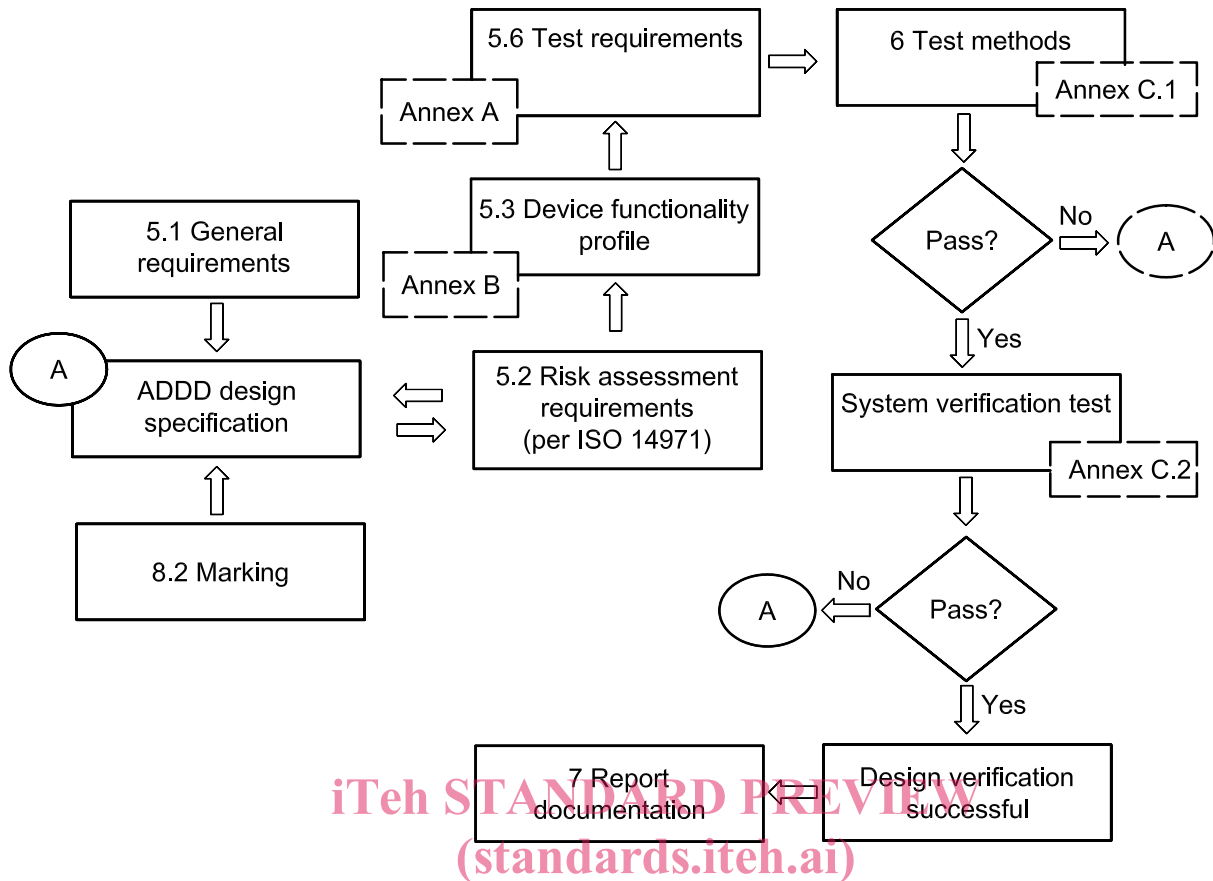 5.6 Test requirements
Annex A
6 Test methods
Annex C.1
5.1 General
requirements
5.3 Device functionality
profile
Annex B
Pass?
No
A
Yes
A
ADDD design
specification
5.2 Risk assessment
requirements
(per ISO 14971)
System verification test
Annex C.2
8.2 Marking
Pass?
No
A
Yes
7 Report
documentation
Design verification
successful
iTeh STANDARD PREVIEW
(standards.iteh.ai)